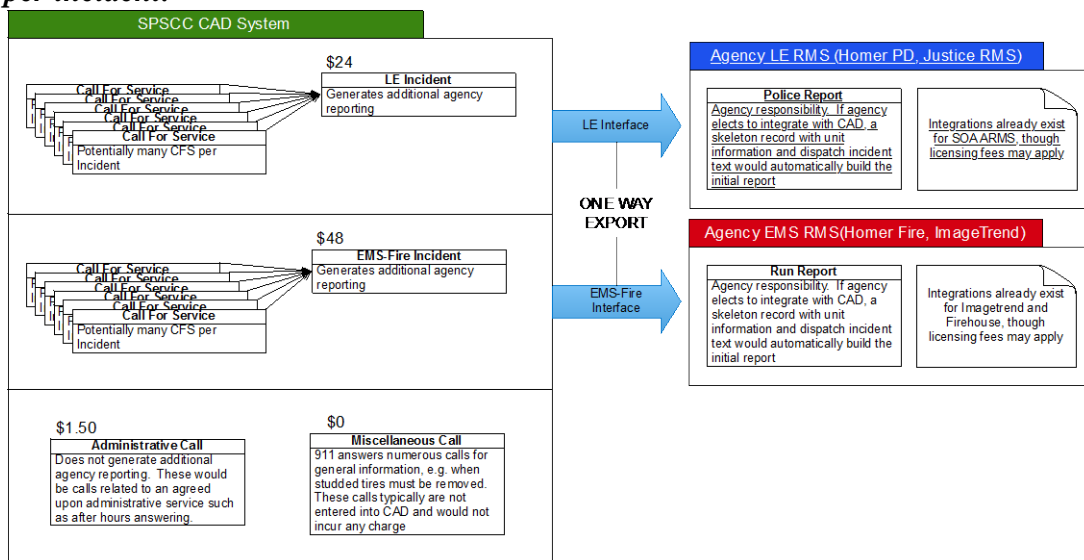 per incident.
SPSCC CAD System
$24
LE Incident
Generates additional agency
reporting
Call For Service
Call For Service
Call For Service
Call For Service
Call For Service
Call For Service
Potentially many CFS per
Incident
$48
EMS-Fire Incident
Generates additional agency
reporting
Call For Service
Call For Service
Call For Service
Call For Service
Call For Service
Call For Service
Potentially many CFS per
Incident
$1.50
Administrative Call
Does not generate additional
agency reporting. These would
be calls related to an agreed
upon administrative service such
as after hours answering.
$0
Miscellaneous Call
911 answers numerous calls for
general information, e.g. when
studded tires must be removed.
These calls typically are not
entered into CAD and would not
incur any charge
LE Interface
ONE WAY
EXPORT
EMS-Fire
Interface
Agency LE RMS (Homer PD, Justice RMS)
Police Report
Agency responsibility. If agency
elects to integrate with CAD, a
skeleton record with unit
information and dispatch incident
text would automatically build the
initial report
Integrations already exist
for SOA ARMS, though
licensing fees may apply
Agency EMS RMS(Homer Fire, ImageTrend)
Run Report
Agency responsibility. If agency
elects to integrate with CAD, a
skeleton record with unit
information and dispatch incident
text would automatically build the
initial report
Integrations already exist
for Imagetrend and
Firehouse, though
licensing fees may apply